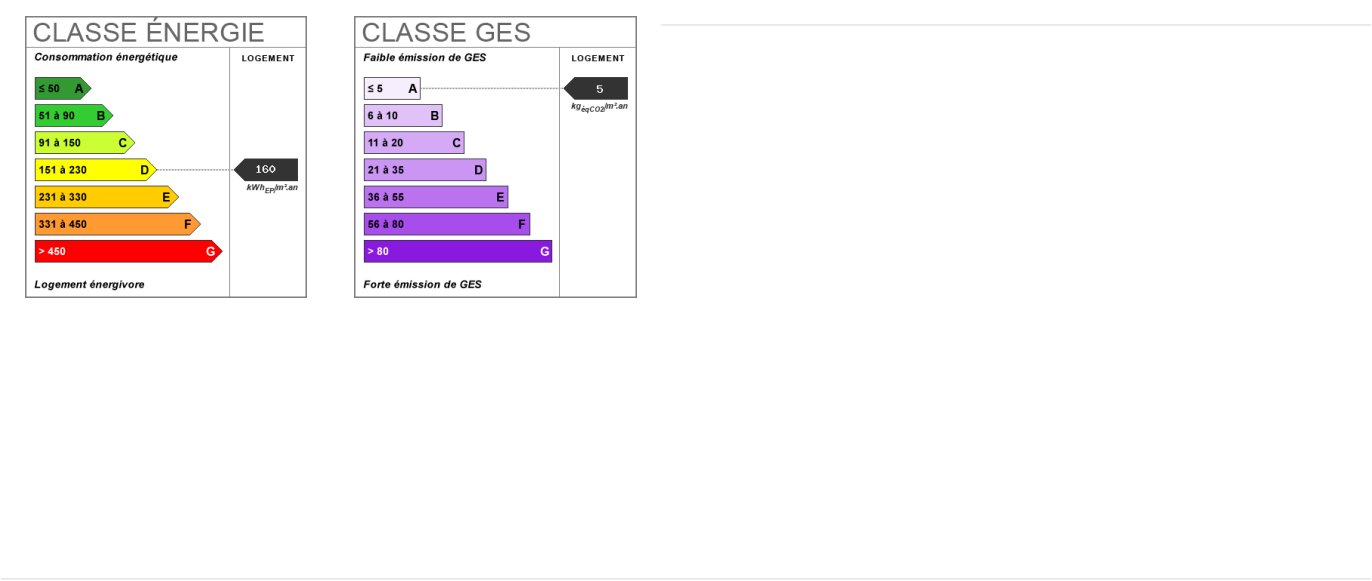 CLASSE ÉNERGIE
Consommation énergétique
LOGEMENT
≤ 50 A
51 à 90 B
91 à 150 C
151 à 230 D
160
kWhEP/m².an
231 à 330 E
331 à 450 F
> 450 G
Logement énergivore
CLASSE GES
Faible émission de GES
LOGEMENT
≤ 5 A
5
kgéqCO2/m².an
6 à 10 B
11 à 20 C
21 à 35 D
36 à 55 E
56 à 80 F
> 80 G
Forte émission de GES